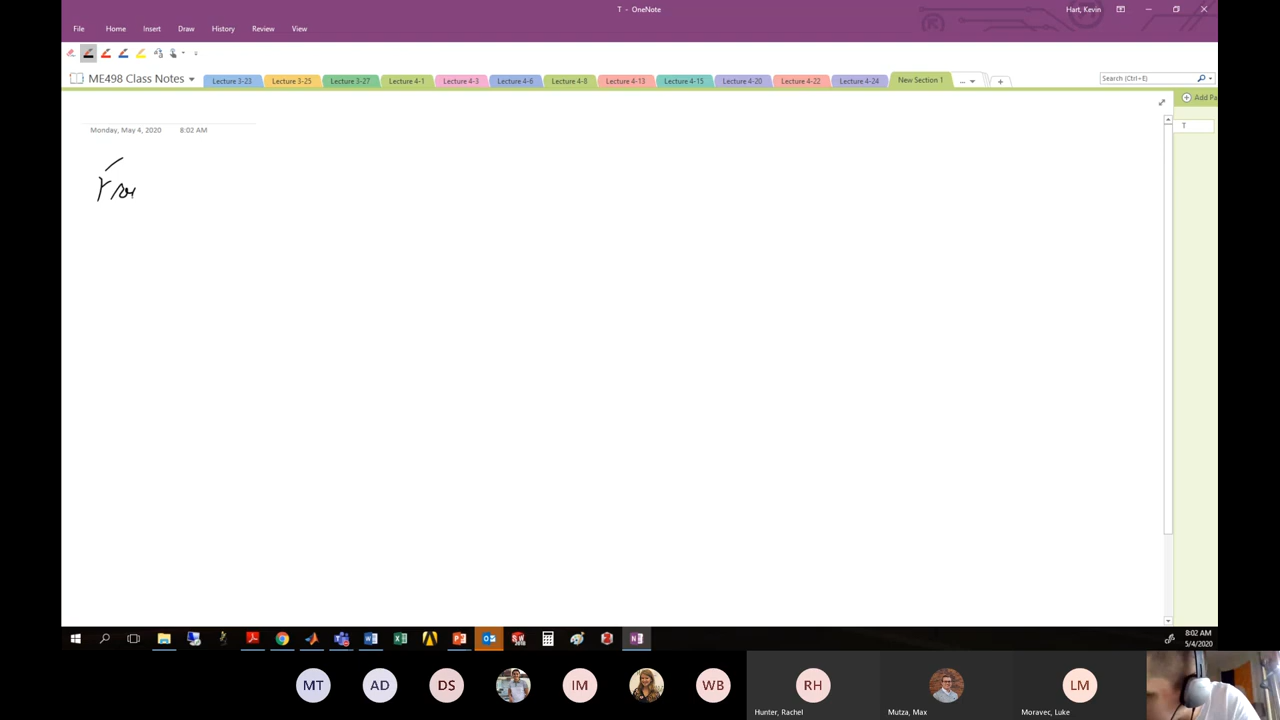 T - OneNote
Hart, Kevin
File Home Insert Draw History Review View
ME498 Class Notes
Lecture 3-23 Lecture 3-25 Lecture 3-27 Lecture 4-1 Lecture 4-3 Lecture 4-6 Lecture 4-8 Lecture 4-13 Lecture 4-15 Lecture 4-20 Lecture 4-22 Lecture 4-24 New Section 1 ... +
Search (Ctrl+E)
Add Pa
T
Monday, May 4, 2020 8:02 AM
8:02 AM
5/4/2020
MT AD DS IM WB RH LM
Hunter, Rachel Mutza, Max Moravec, Luke